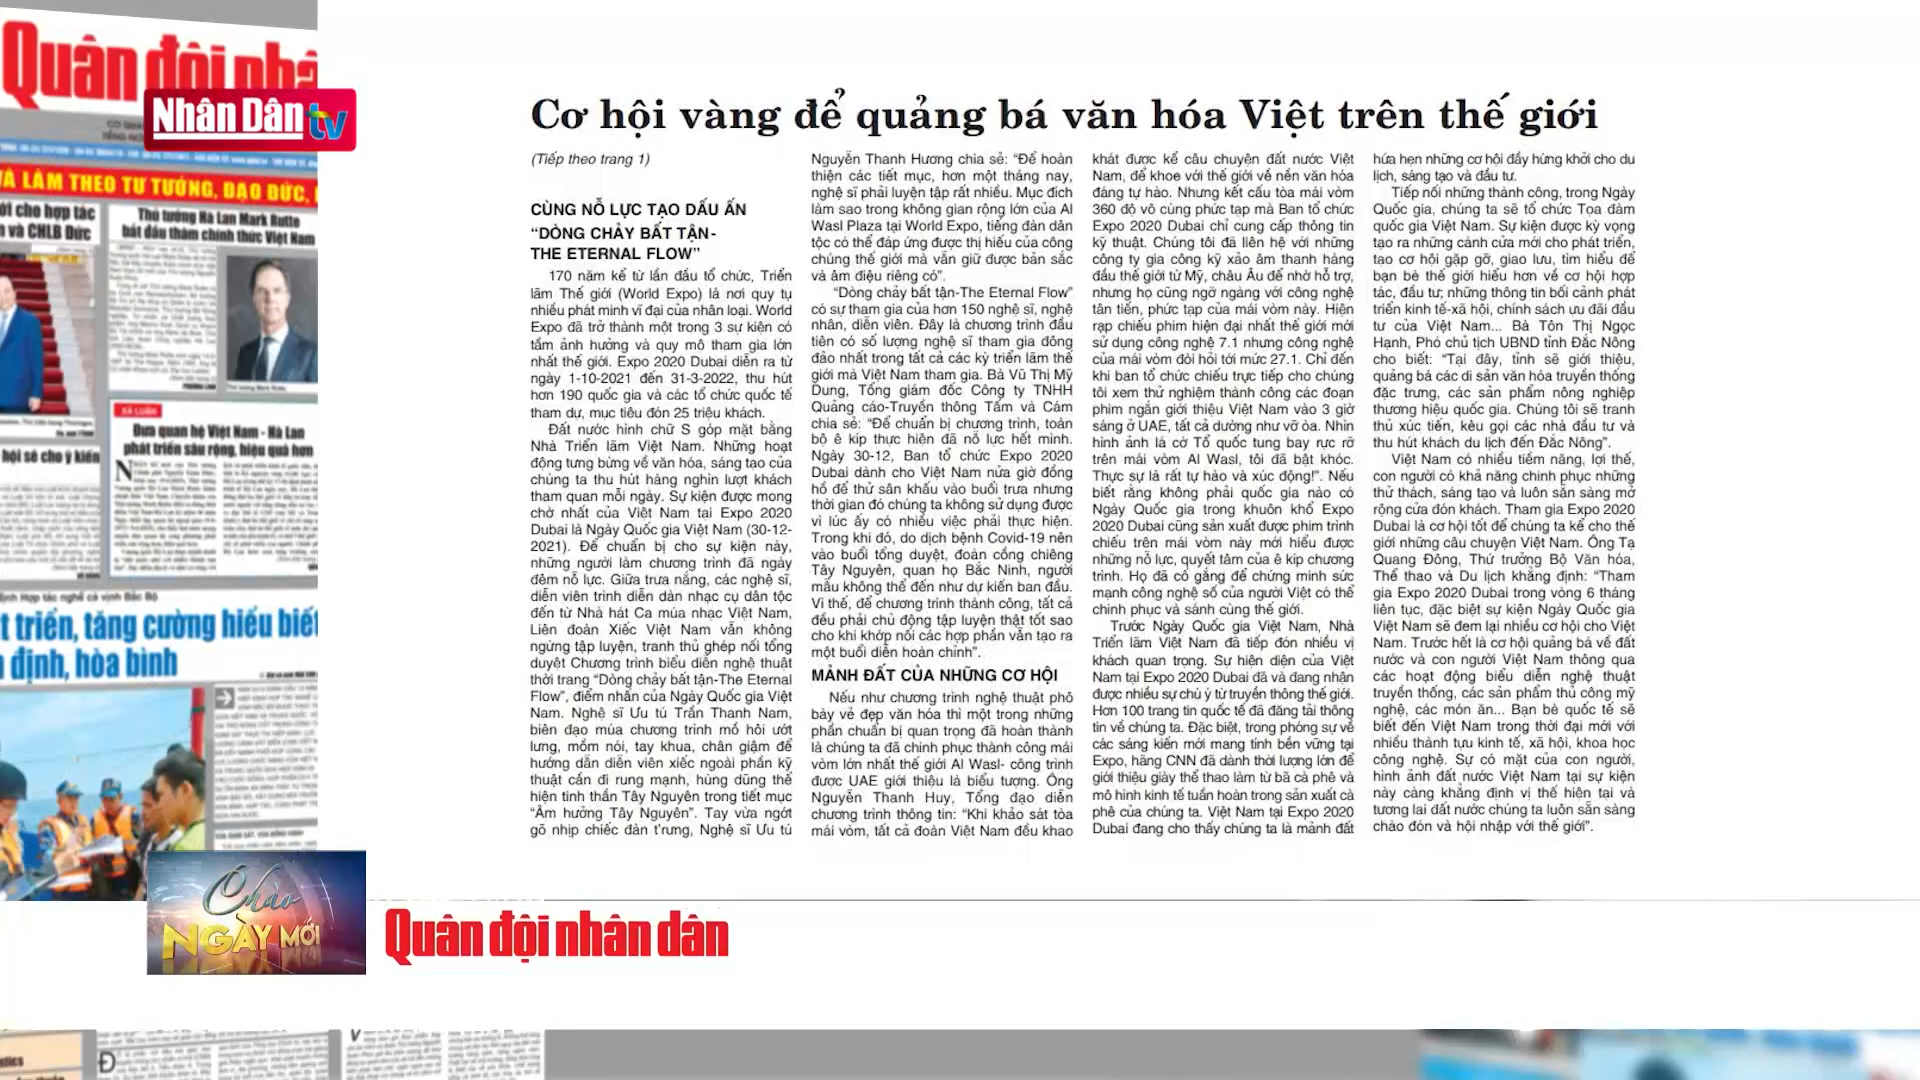 Quân đội nhâ
Nhân Dân tv
VÀ LÀM THEO TƯ TƯỞNG, ĐẠO ĐỨC,
ới cho hợp tác
n và CHLB Đức
Thủ tướng Hà Lan Mark Rutte
bắt đầu thăm chính thức Việt Nam
XÃ LUẬN
Đưa quan hệ Việt Nam - Hà Lan
phát triển sâu rộng, hiệu quả hơn
hội sẽ cho ý kiến
t triển, tăng cường hiểu biết
định, hòa bình
Cơ hội vàng để quảng bá văn hóa Việt trên thế giới
(Tiếp theo trang 1)
CÙNG NỖ LỰC TẠO DẤU ẤN
“DÒNG CHẢY BẤT TẬN-
THE ETERNAL FLOW”
170 năm kể từ lần đầu tổ chức, Triển
lãm Thế giới (World Expo) là nơi quy tụ
nhiều phát minh vĩ đại của nhân loại. World
Expo đã trở thành một trong 3 sự kiện có
tầm ảnh hưởng và quy mô tham gia lớn
nhất thế giới. Expo 2020 Dubai diễn ra từ
ngày 1-10-2021 đến 31-3-2022, thu hút
hơn 190 quốc gia và các tổ chức quốc tế
tham dự, mục tiêu đón 25 triệu khách.
Đất nước hình chữ S góp mặt bằng
Nhà Triển lãm Việt Nam. Những hoạt
động tưng bừng về văn hóa, sáng tạo của
chúng ta thu hút hàng nghìn lượt khách
tham quan mỗi ngày. Sự kiện được mong
chờ nhất của Việt Nam tại Expo 2020
Dubai là Ngày Quốc gia Việt Nam (30-12-
2021). Để chuẩn bị cho sự kiện này,
những người làm chương trình đã ngày
đêm nỗ lực. Giữa trưa nắng, các nghệ sĩ,
diễn viên trình diễn dàn nhạc cụ dân tộc
đến từ Nhà hát Ca múa nhạc Việt Nam,
Liên đoàn Xiếc Việt Nam vẫn không
ngừng tập luyện, tranh thủ ghép nối tổng
duyệt Chương trình biểu diễn nghệ thuật
thời trang “Dòng chảy bất tận-The Eternal
Flow”, điểm nhấn của Ngày Quốc gia Việt
Nam. Nghệ sĩ Ưu tú Trần Thanh Nam,
biên đạo múa chương trình mồ hôi ướt
lưng, mồm nói, tay khua, chân giậm để
hướng dẫn diễn viên xiếc ngoài phần kỹ
thuật cần đi rung mạnh, hùng dũng thể
hiện tinh thần Tây Nguyên trong tiết mục
“Âm hưởng Tây Nguyên”. Tay vừa ngớt
gõ nhịp chiếc đàn t’rưng, Nghệ sĩ Ưu tú
Nguyễn Thanh Hương chia sẻ: “Để hoàn
thiện các tiết mục, hơn một tháng nay,
nghệ sĩ phải luyện tập rất nhiều. Mục đích
làm sao trong không gian rộng lớn của Al
Wasl Plaza tại World Expo, tiếng đàn dân
tộc có thể đáp ứng được thị hiếu của công
chúng thế giới mà vẫn giữ được bản sắc
và âm điệu riêng có”.
“Dòng chảy bất tận-The Eternal Flow”
có sự tham gia của hơn 150 nghệ sĩ, nghệ
nhân, diễn viên. Đây là chương trình đầu
tiên có số lượng nghệ sĩ tham gia đông
đảo nhất trong tất cả các kỳ triển lãm thế
giới mà Việt Nam tham gia. Bà Vũ Thị Mỹ
Dung, Tổng giám đốc Công ty TNHH
Quảng cáo-Truyền thông Tấm và Cám
chia sẻ: “Để chuẩn bị chương trình, toàn
bộ ê kíp thực hiện đã nỗ lực hết mình.
Ngày 30-12, Ban tổ chức Expo 2020
Dubai dành cho Việt Nam nửa giờ đồng
hồ để thử sân khấu vào buổi trưa nhưng
thời gian đó chúng ta không sử dụng được
vì lúc ấy có nhiều việc phải thực hiện.
Trong khi đó, do dịch bệnh Covid-19 nên
vào buổi tổng duyệt, đoàn cồng chiêng
Tây Nguyên, quan họ Bắc Ninh, người
mẫu không thể đến như dự kiến ban đầu.
Vì thế, để chương trình thành công, tất cả
đều phải chủ động tập luyện thật tốt sao
cho khi khớp nối các hợp phần vẫn tạo ra
một buổi diễn hoàn chỉnh”.
MẢNH ĐẤT CỦA NHỮNG CƠ HỘI
Nếu như chương trình nghệ thuật phô
bày vẻ đẹp văn hóa thì một trong những
phần chuẩn bị quan trọng đã hoàn thành
là chúng ta đã chinh phục thành công mái
vòm lớn nhất thế giới Al Wasl- công trình
được UAE giới thiệu là biểu tượng. Ông
Nguyễn Thanh Huy, Tổng đạo diễn
chương trình thông tin: “Khi khảo sát tòa
mái vòm, tất cả đoàn Việt Nam đều khao
khát được kể câu chuyện đất nước Việt
Nam, để khoe với thế giới về nền văn hóa
đáng tự hào. Nhưng kết cấu tòa mái vòm
360 độ vô cùng phức tạp mà Ban tổ chức
Expo 2020 Dubai chỉ cung cấp thông tin
kỹ thuật. Chúng tôi đã liên hệ với những
công ty gia công kỹ xảo âm thanh hàng
đầu thế giới từ Mỹ, châu Âu để nhờ hỗ trợ,
nhưng họ cũng ngỡ ngàng với công nghệ
tân tiến, phức tạp của mái vòm này. Hiện
rạp chiếu phim hiện đại nhất thế giới mới
sử dụng công nghệ 7.1 nhưng công nghệ
của mái vòm đòi hỏi tới mức 27.1. Chỉ đến
khi ban tổ chức chiếu trực tiếp cho chúng
tôi xem thử nghiệm thành công các đoạn
phim ngắn giới thiệu Việt Nam vào 3 giờ
sáng ở UAE, tất cả dường như vỡ òa. Nhìn
hình ảnh lá cờ Tổ quốc tung bay rực rỡ
trên mái vòm Al Wasl, tôi đã bật khóc.
Thực sự là rất tự hào và xúc động!”. Nếu
biết rằng không phải quốc gia nào có
Ngày Quốc gia trong khuôn khổ Expo
2020 Dubai cũng sản xuất được phim trình
chiếu trên mái vòm này mới hiểu được
những nỗ lực, quyết tâm của ê kíp chương
trình. Họ đã cố gắng để chứng minh sức
mạnh công nghệ số của người Việt có thể
chinh phục và sánh cùng thế giới.
Trước Ngày Quốc gia Việt Nam, Nhà
Triển lãm Việt Nam đã tiếp đón nhiều vị
khách quan trọng. Sự hiện diện của Việt
Nam tại Expo 2020 Dubai đã và đang nhận
được nhiều sự chú ý từ truyền thông thế giới.
Hơn 100 trang tin quốc tế đã đăng tải thông
tin về chúng ta. Đặc biệt, trong phóng sự về
các sáng kiến mới mang tính bền vững tại
Expo, hãng CNN đã dành thời lượng lớn để
giới thiệu giày thể thao làm từ bã cà phê và
mô hình kinh tế tuần hoàn trong sản xuất cà
phê của chúng ta. Việt Nam tại Expo 2020
Dubai đang cho thấy chúng ta là mảnh đất
hứa hẹn những cơ hội đầy hứng khởi cho du
lịch, sáng tạo và đầu tư.
Tiếp nối những thành công, trong Ngày
Quốc gia, chúng ta sẽ tổ chức Tọa đàm
quốc gia Việt Nam. Sự kiện được kỳ vọng
tạo ra những cánh cửa mới cho phát triển,
tạo cơ hội gặp gỡ, giao lưu, tìm hiểu để
bạn bè thế giới hiểu hơn về cơ hội hợp
tác, đầu tư; những thông tin bối cảnh phát
triển kinh tế-xã hội, chính sách ưu đãi đầu
tư của Việt Nam... Bà Tôn Thị Ngọc
Hạnh, Phó chủ tịch UBND tỉnh Đắc Nông
cho biết: “Tại đây, tỉnh sẽ giới thiệu,
quảng bá các di sản văn hóa truyền thống
đặc trưng, các sản phẩm nông nghiệp
thương hiệu quốc gia. Chúng tôi sẽ tranh
thủ xúc tiến, kêu gọi các nhà đầu tư và
thu hút khách du lịch đến Đắc Nông”.
Việt Nam có nhiều tiềm năng, lợi thế,
con người có khả năng chinh phục những
thử thách, sáng tạo và luôn sẵn sàng mở
rộng cửa đón khách. Tham gia Expo 2020
Dubai là cơ hội tốt để chúng ta kể cho thế
giới những câu chuyện Việt Nam. Ông Tạ
Quang Đông, Thứ trưởng Bộ Văn hóa,
Thể thao và Du lịch khẳng định: “Tham
gia Expo 2020 Dubai trong vòng 6 tháng
liên tục, đặc biệt sự kiện Ngày Quốc gia
Việt Nam sẽ đem lại nhiều cơ hội cho Việt
Nam. Trước hết là cơ hội quảng bá về đất
nước và con người Việt Nam thông qua
các hoạt động biểu diễn nghệ thuật
truyền thống, các sản phẩm thủ công mỹ
nghệ, các món ăn... Bạn bè quốc tế sẽ
biết đến Việt Nam trong thời đại mới với
nhiều thành tựu kinh tế, xã hội, khoa học
công nghệ. Sự có mặt của con người,
hình ảnh đất nước Việt Nam tại sự kiện
này càng khẳng định vị thế hiện tại và
tương lai đất nước chúng ta luôn sẵn sàng
chào đón và hội nhập với thế giới”.
Chào
NGÀY MỚI
Quân đội nhân dân